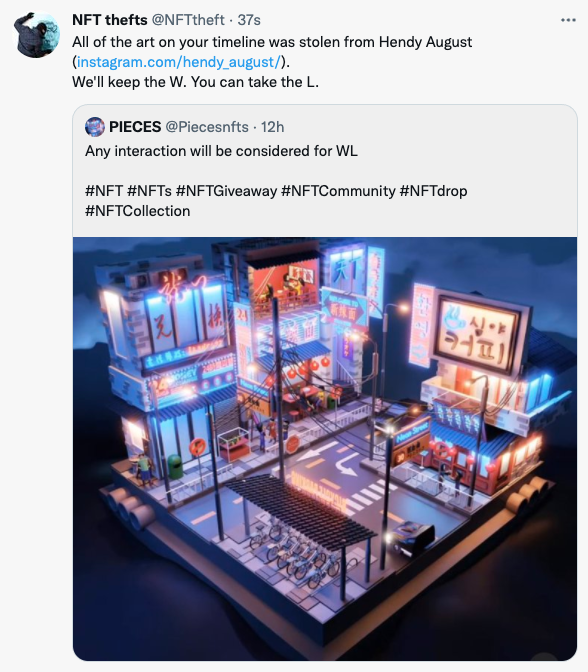 NFT thefts @NFTtheft · 37s
All of the art on your timeline was stolen from Hendy August
(instagram.com/hendy_august/).
We'll keep the W. You can take the L.
PIECES @Piecesnfts · 12h
Any interaction will be considered for WL
#NFT #NFTs #NFTGiveaway #NFTCommunity #NFTdrop
#NFTCollection
심야
커피